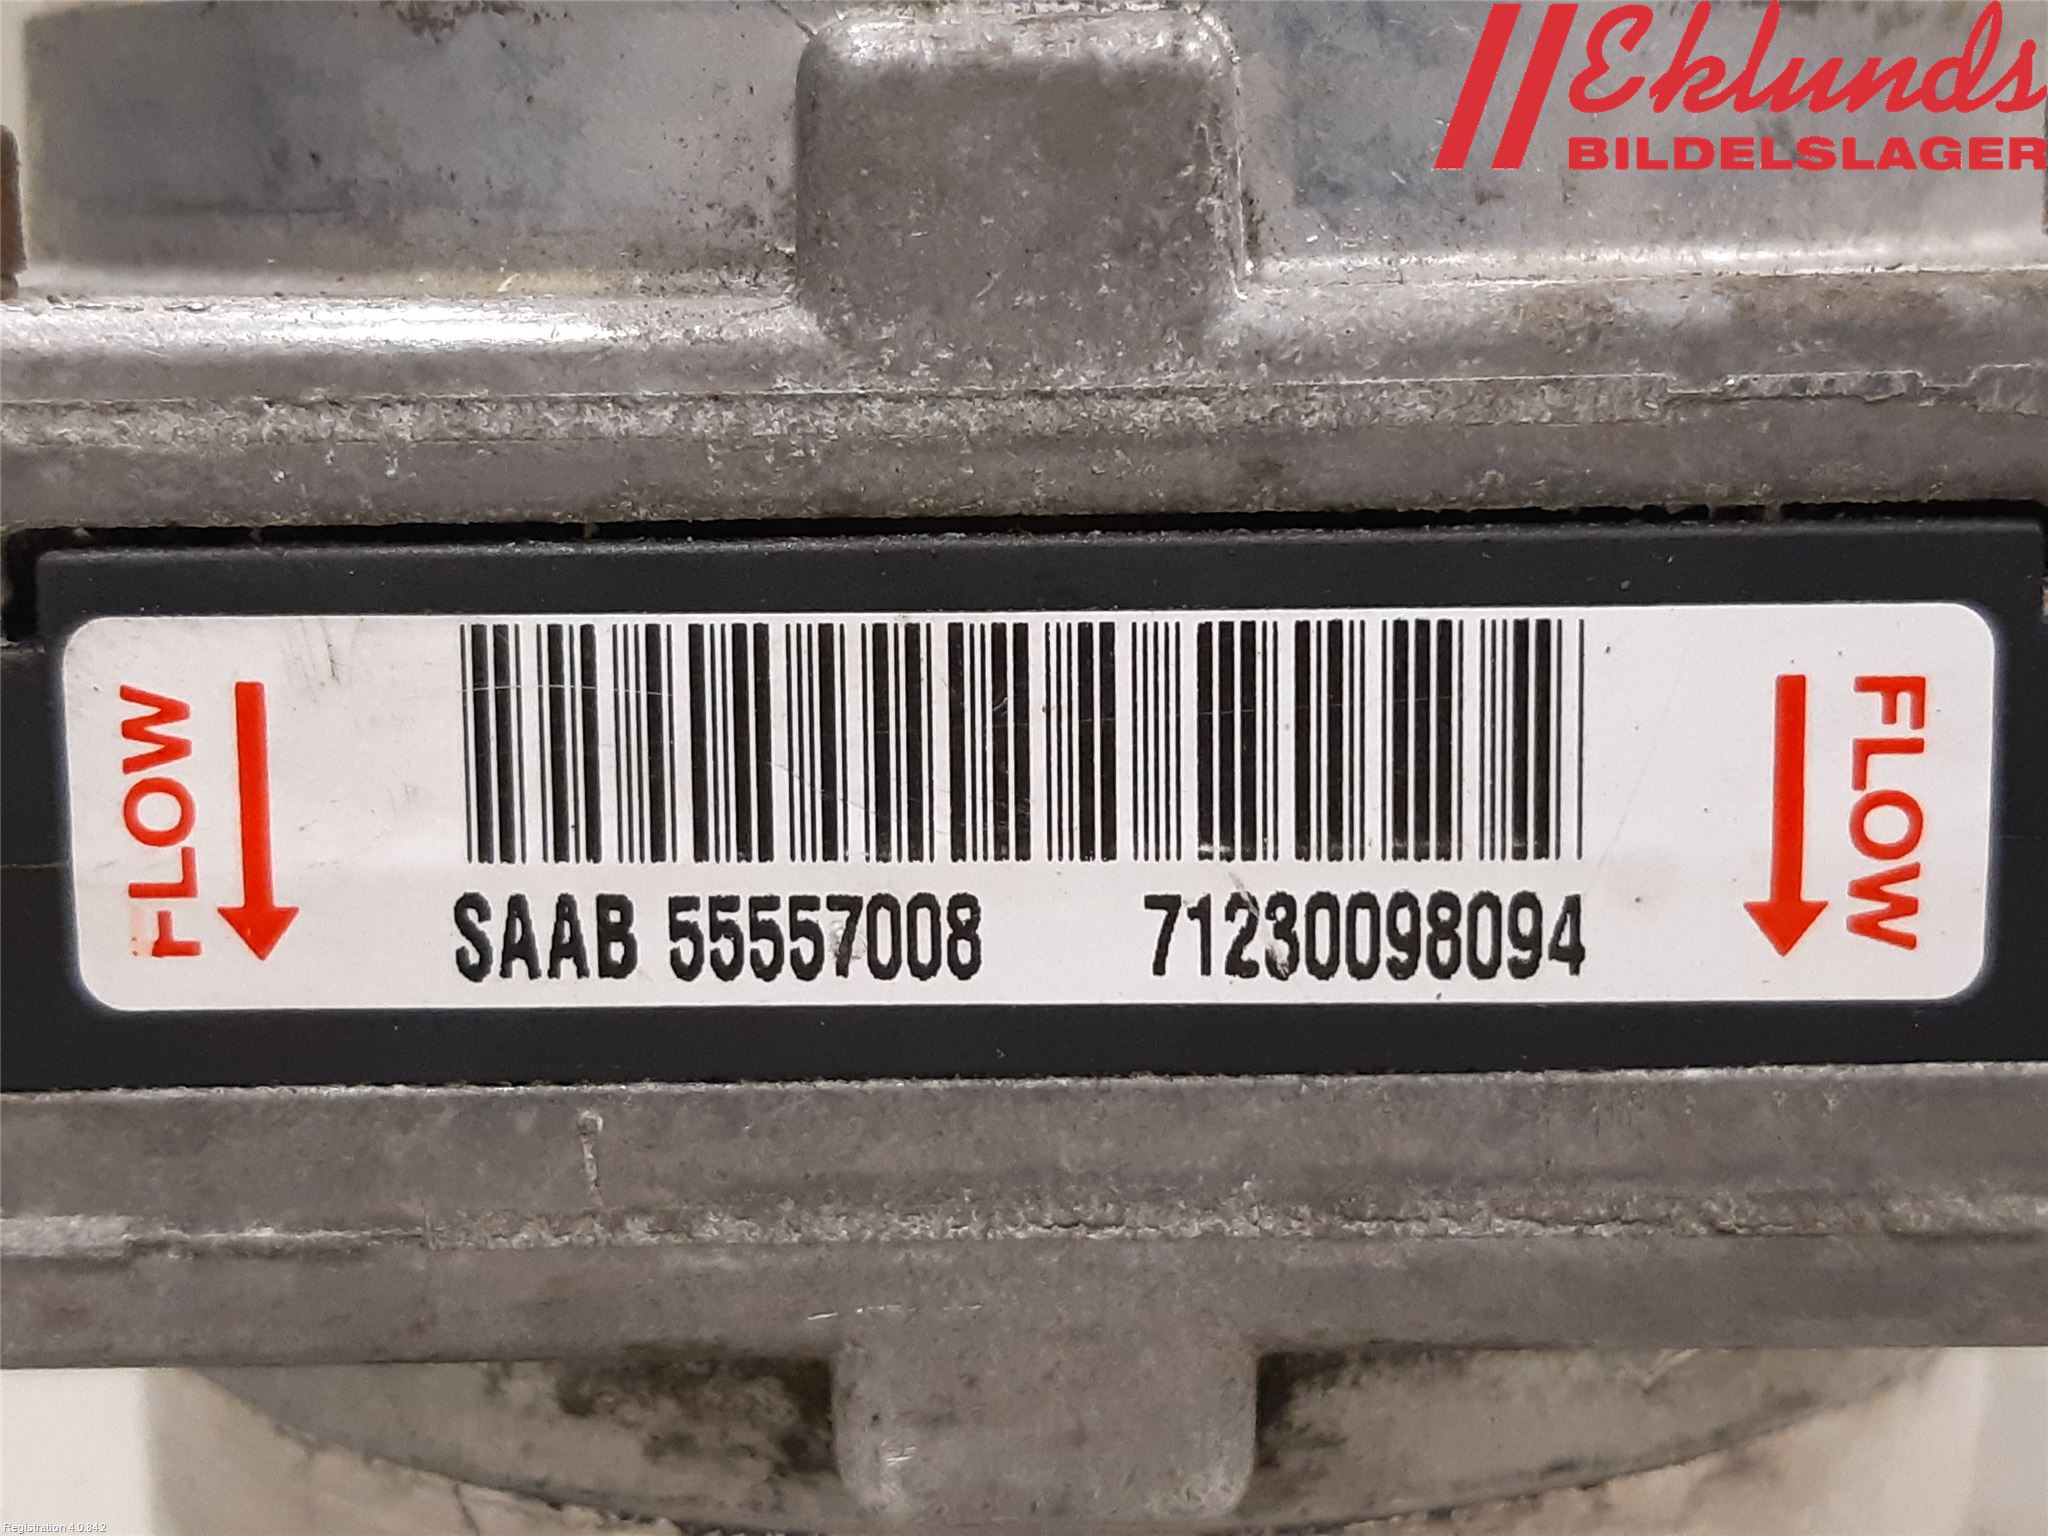 Eklunds
BILDELSLAGER
FLOW
FLOW
SAAB 55557008 71230098094
Registration 4.0.842